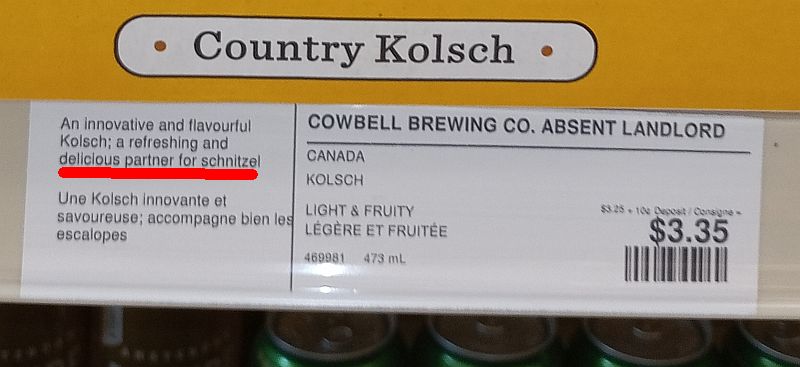 • Country Kolsch •
An innovative and flavourful
Kolsch; a refreshing and
delicious partner for schnitzel
Une Kolsch innovante et
savoureuse; accompagne bien les
escalopes
COWBELL BREWING CO. ABSENT LANDLORD
CANADA
KOLSCH
LIGHT & FRUITY
LÉGÈRE ET FRUITÉE
469981 473 mL
$3.25 + 10¢ Deposit / Consigne =
$3.35